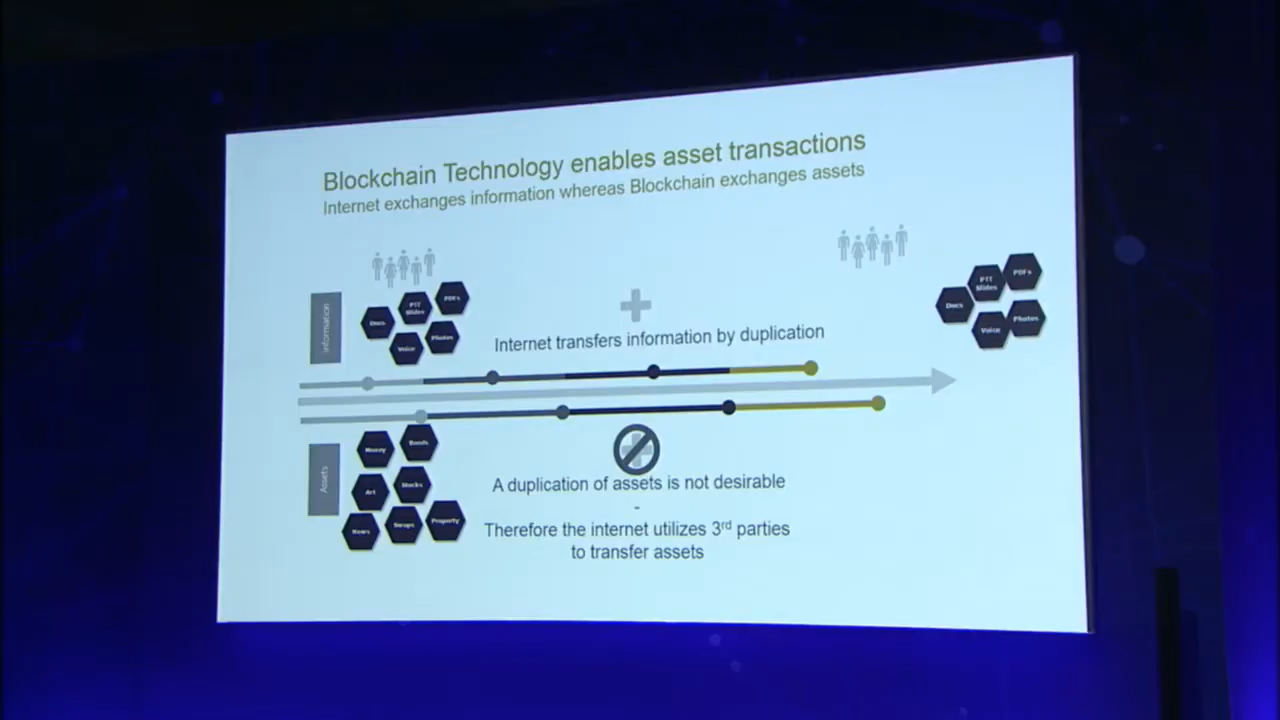 Blockchain Technology enables asset transactions
Internet exchanges information whereas Blockchain exchanges assets
Information
Docs
PTT Slides
PDFs
Voice
Photos
Internet transfers information by duplication
Docs
PTT Slides
PDFs
Voice
Photos
Assets
Money
Bonds
Art
Stocks
Swaps
Property
A duplication of assets is not desirable
-
Therefore the internet utilizes 3rd parties
to transfer assets